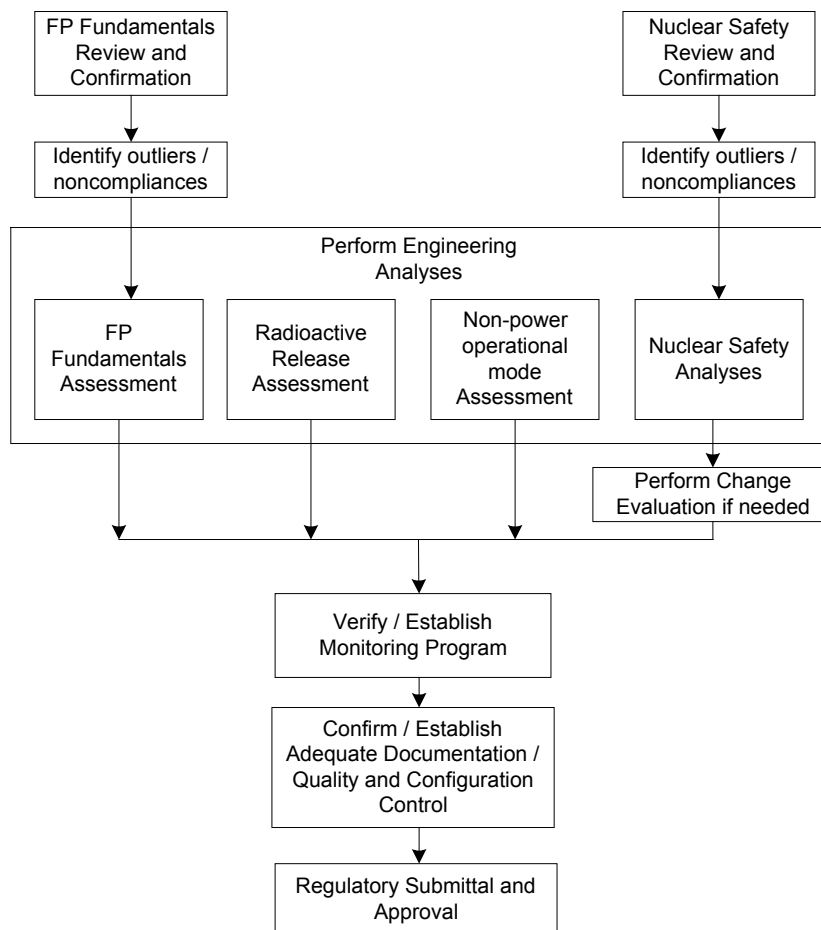 FP Fundamentals
Review and
Confirmation
Nuclear Safety
Review and
Confirmation
Identify outliers /
noncompliances
Identify outliers /
noncompliances
Perform Engineering
Analyses
FP
Fundamentals
Assessment
Radioactive
Release
Assessment
Non-power
operational
mode
Assessment
Nuclear Safety
Analyses
Perform Change
Evaluation if needed
Verify / Establish
Monitoring Program
Confirm / Establish
Adequate Documentation /
Quality and Configuration
Control
Regulatory Submittal and
Approval